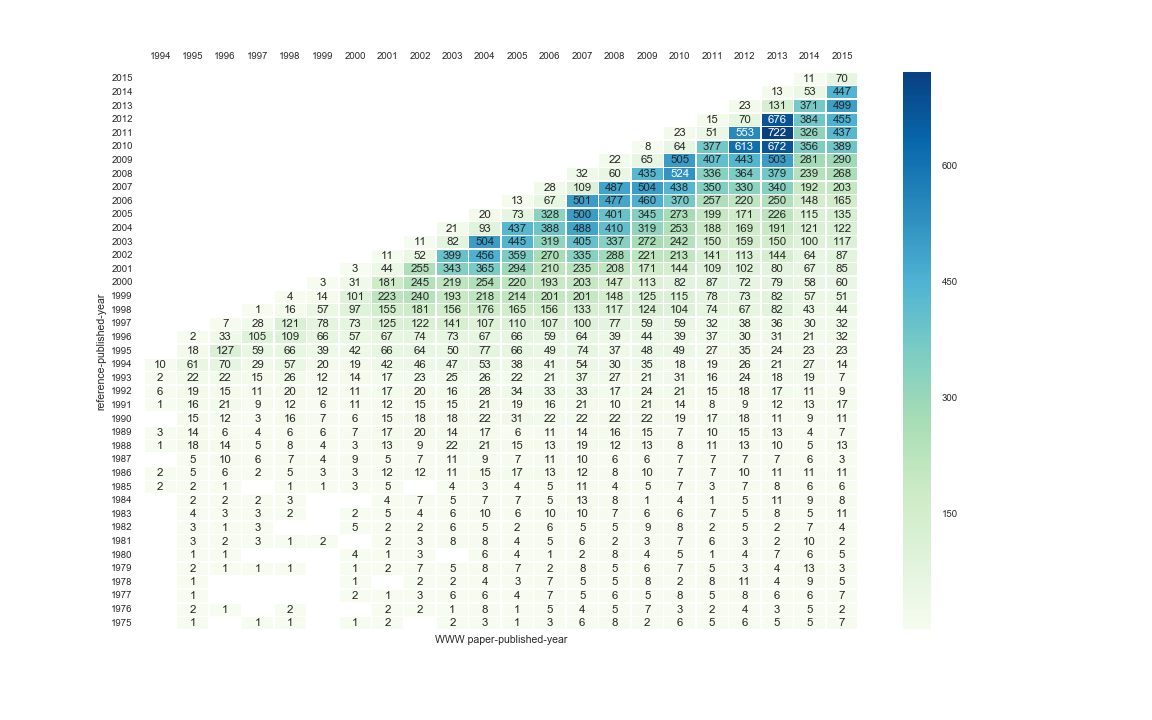 1994 1995 1996 1997 1998 1999 2000 2001 2002 2003 2004 2005 2006 2007 2008 2009 2010 2011 2012 2013 2014 2015
2015 11 70
2014 13 53 447
2013 23 131 371 499
2012 15 70 676 384 455
2011 23 51 553 722 326 437
2010 8 64 377 613 672 356 389
2009 22 65 505 407 443 503 281 290
2008 32 60 435 524 336 364 379 239 268
2007 28 109 487 504 438 350 330 340 192 203
2006 13 67 501 477 460 370 257 220 250 148 165
2005 20 73 328 500 401 345 273 199 171 226 115 135
2004 21 93 437 388 488 410 319 253 188 169 191 121 122
2003 11 82 504 445 319 405 337 272 242 150 159 150 100 117
2002 11 52 399 456 359 270 335 288 221 213 141 113 144 64 87
2001 3 44 255 343 365 294 210 235 208 171 144 109 102 80 67 85
2000 3 31 181 245 219 254 220 193 203 147 113 82 87 72 79 58 60
1999 4 14 101 223 240 193 218 214 201 201 148 125 115 78 73 82 57 51
1998 1 16 57 97 155 181 156 176 165 156 133 117 124 104 74 67 82 43 44
1997 7 28 121 78 73 125 122 141 107 110 107 100 77 59 59 32 38 36 30 32
1996 2 33 105 109 26 57 67 74 73 67 66 59 64 39 44 39 37 30 31 21 32
1995 18 127 59 66 39 42 66 64 50 77 66 49 74 37 48 49 27 35 24 23 23
1994 10 61 70 29 57 20 19 42 46 47 53 38 41 54 30 35 18 19 26 21 27 14
1993 2 22 22 15 26 12 14 17 23 25 26 22 21 37 27 21 31 16 24 18 19 7
1992 6 19 15 11 20 12 11 17 20 16 28 34 33 33 17 24 21 15 18 17 11 9
1991 1 16 21 9 12 6 11 12 15 15 21 19 16 21 10 21 14 8 9 12 13 17
1990 15 12 3 16 7 6 15 18 18 22 31 22 22 22 22 19 17 18 11 9 11
1989 3 14 6 4 6 6 7 17 20 14 17 6 11 14 16 15 7 10 15 13 4 7
1988 1 18 14 5 8 4 3 13 9 22 21 15 13 19 12 13 8 11 13 10 5 13
1987 5 10 6 7 4 9 5 7 11 9 7 11 10 6 6 7 7 7 7 6 3
1986 2 5 6 2 5 3 3 12 12 11 15 17 13 12 8 10 7 7 10 11 11 11
1985 2 2 1 1 1 3 5 4 3 4 5 11 4 5 7 3 7 8 6 6
1984 2 2 2 3 4 7 5 7 7 5 13 8 1 4 1 5 11 9 8
1983 4 3 3 2 2 5 4 6 10 6 10 10 7 6 6 7 5 8 5 11
1982 3 1 3 5 2 2 6 5 2 6 5 5 9 8 2 5 2 7 4
1981 3 2 3 1 2 2 3 8 8 4 5 6 2 3 7 6 3 2 10 2
1980 1 1 4 1 3 6 4 1 2 8 4 5 1 4 7 6 5
1979 2 1 1 1 1 2 7 5 8 7 2 8 5 6 7 5 3 4 13 3
1978 1 1 2 2 4 3 7 5 5 8 2 8 11 4 9 5
1977 1 2 1 3 6 6 4 7 5 6 5 8 5 8 6 6 7
1976 2 1 2 2 2 1 8 1 5 4 5 7 3 2 4 3 5 2
1975 1 1 1 1 2 2 3 1 3 6 8 2 6 5 6 5 5 7
reference-published-year
WWW paper-published-year
600
450
300
150